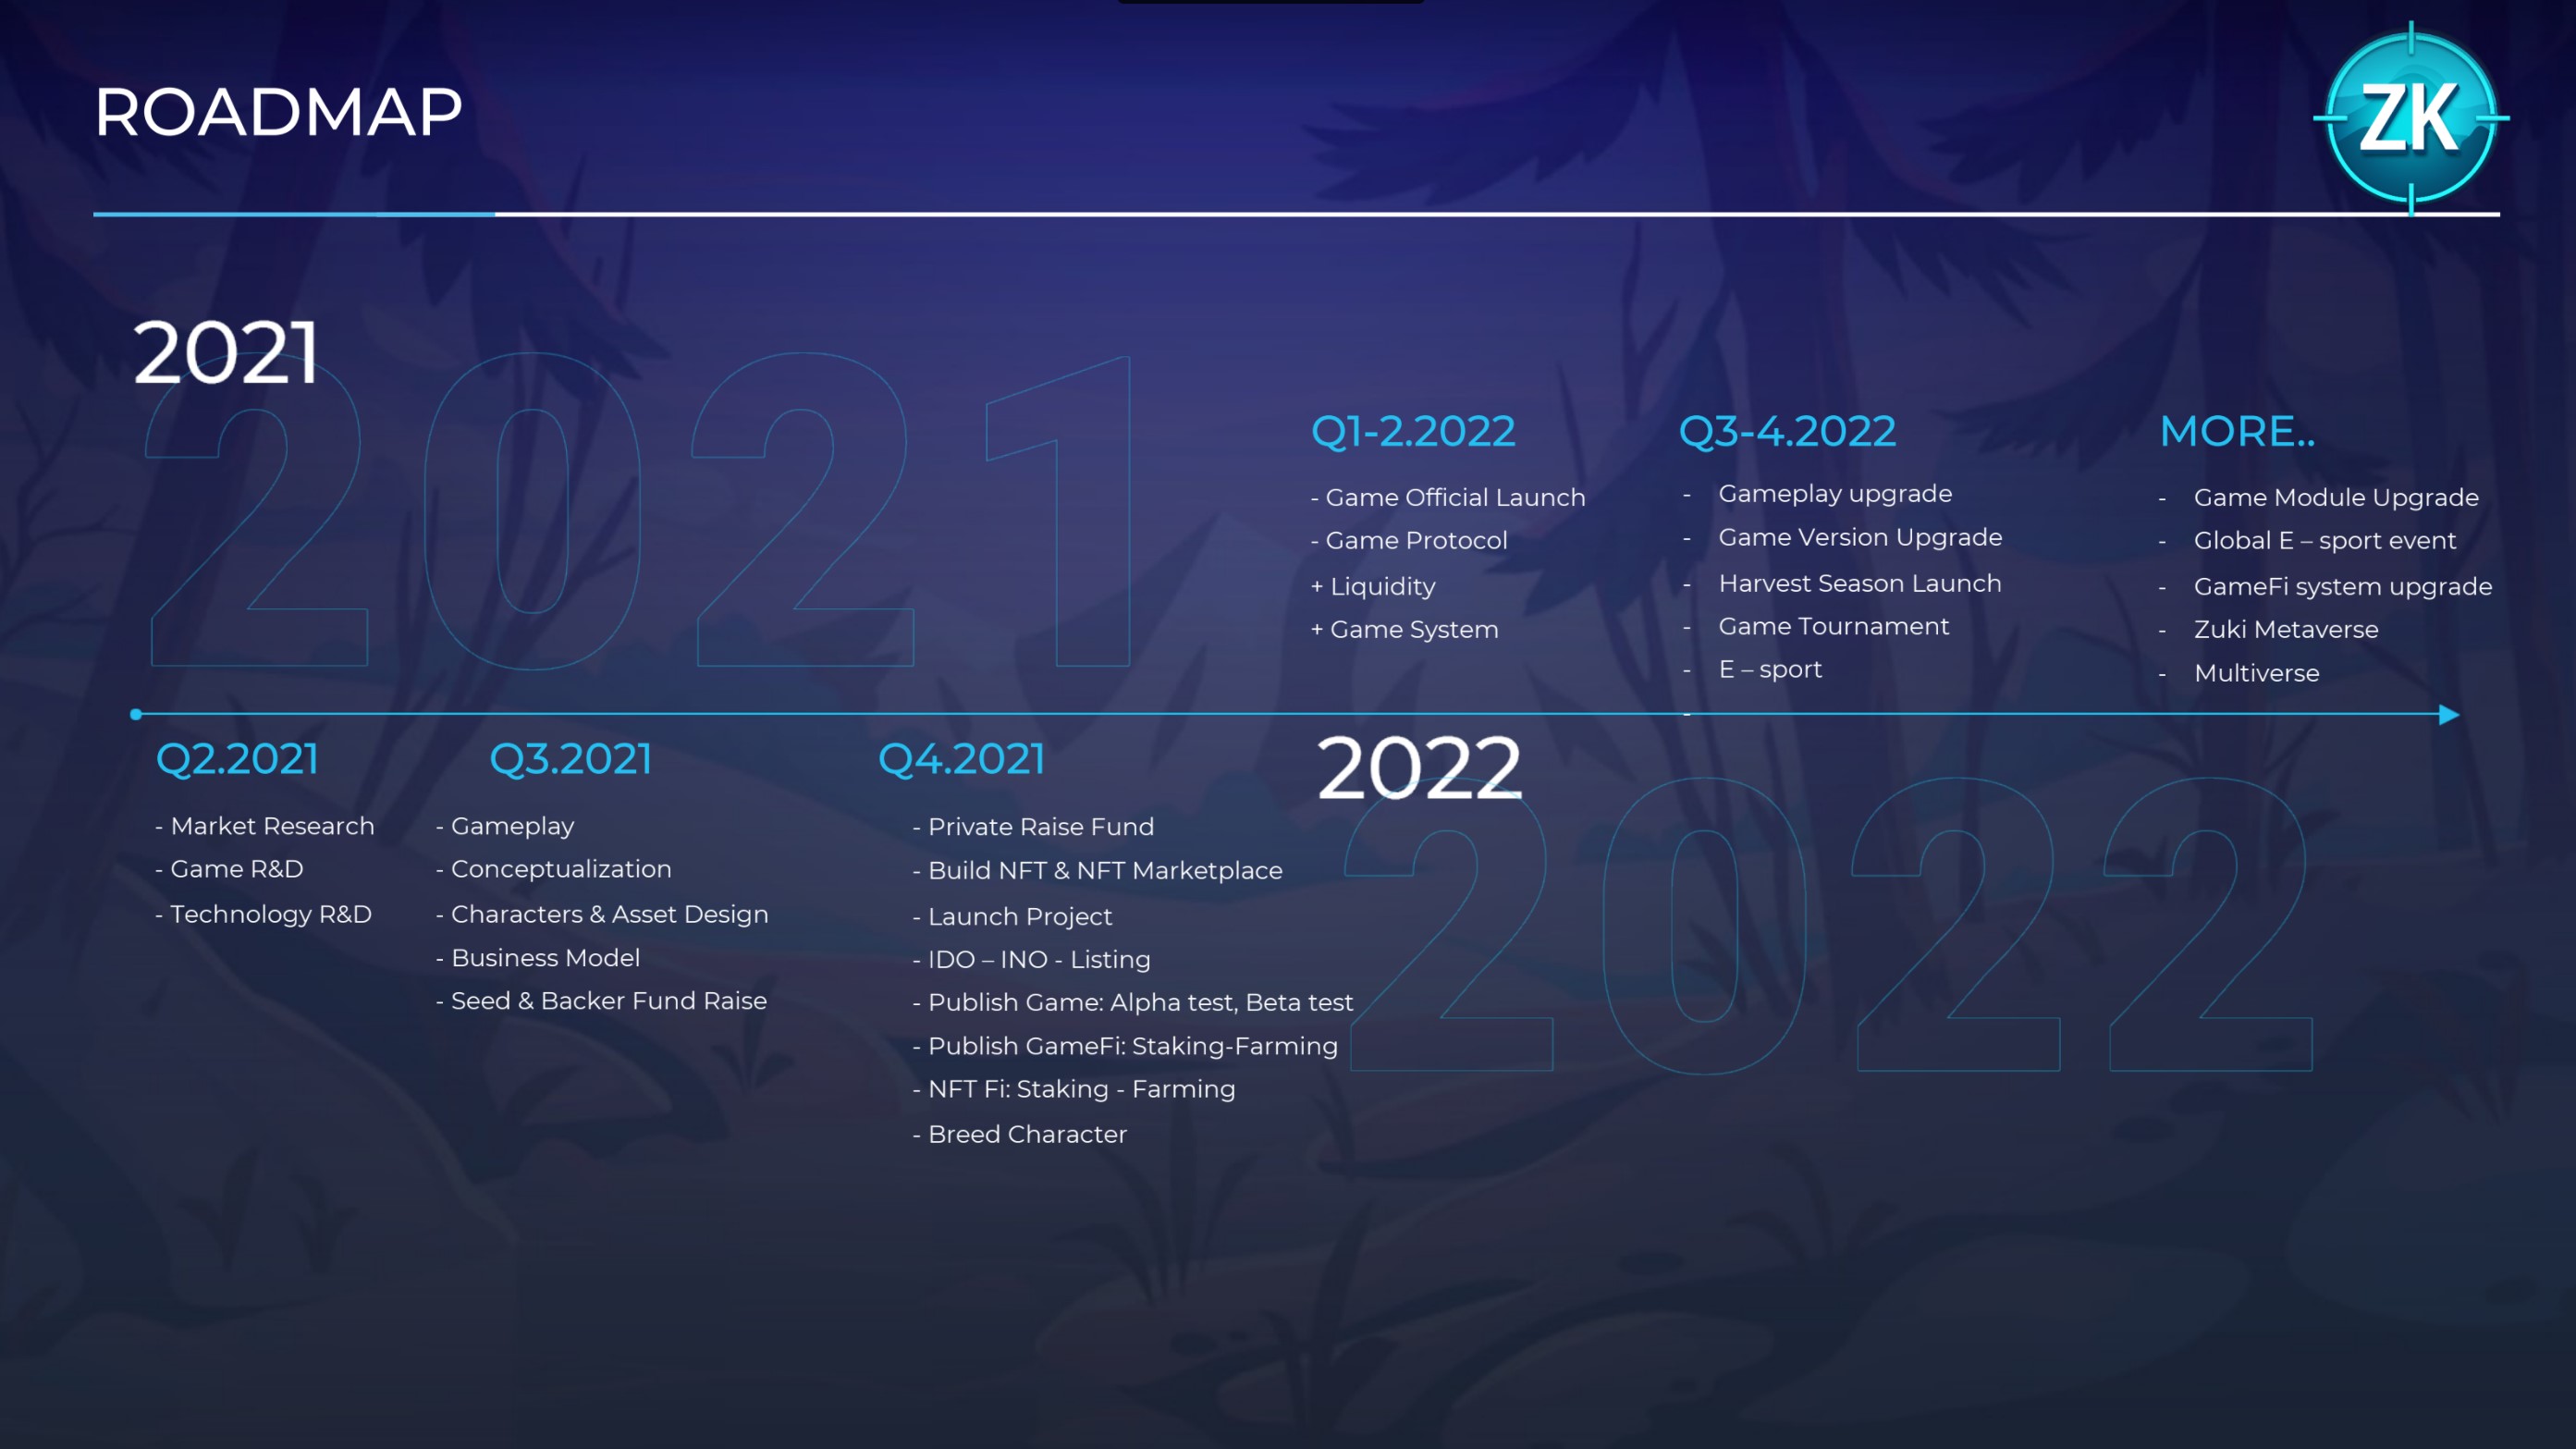 ROADMAP
ZK
2021
2021
Q2.2021
- Market Research
- Game R&D
- Technology R&D
Q3.2021
- Gameplay
- Conceptualization
- Characters & Asset Design
- Business Model
- Seed & Backer Fund Raise
Q4.2021
- Private Raise Fund
- Build NFT & NFT Marketplace
- Launch Project
- IDO – INO - Listing
- Publish Game: Alpha test, Beta test
- Publish GameFi: Staking-Farming
- NFT Fi: Staking - Farming
- Breed Character
2022
2022
Q1-2.2022
- Game Official Launch
- Game Protocol
+ Liquidity
+ Game System
Q3-4.2022
- Gameplay upgrade
- Game Version Upgrade
- Harvest Season Launch
- Game Tournament
- E – sport
-
MORE..
- Game Module Upgrade
- Global E – sport event
- GameFi system upgrade
- Zuki Metaverse
- Multiverse